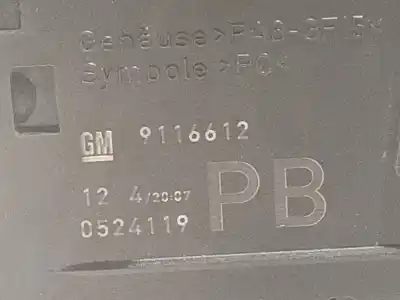 Gehäuse>PA6-GF15<
Symbole>PC<
GM 9116612
12 4/20:07
0524119
PB